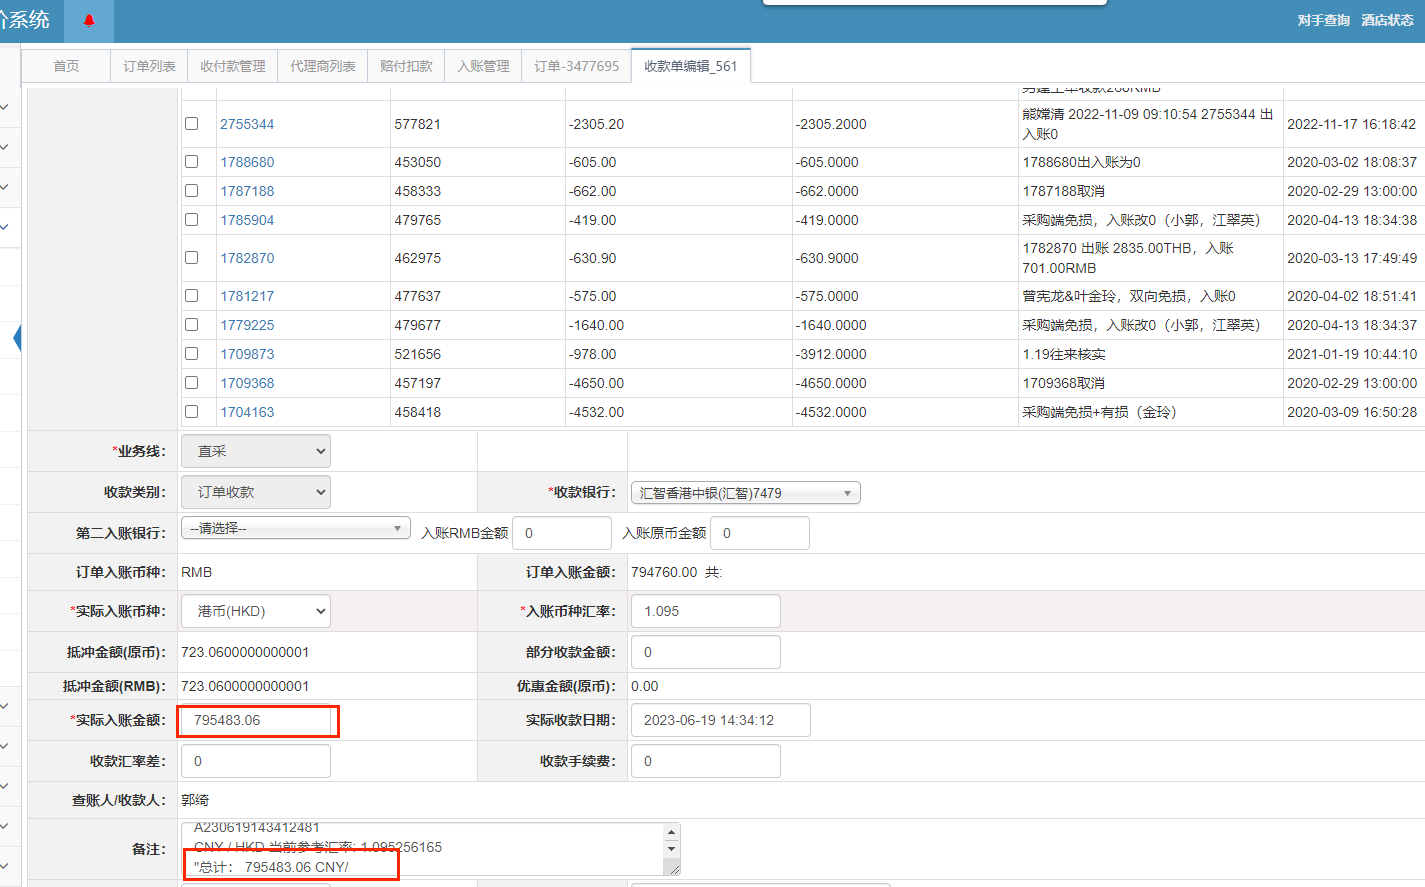 价系统
对手查询 酒店状态
首页 订单列表 收付款管理 代理商列表 赔付扣款 入账管理 订单-3477695 收款单编辑_561
2755344 577821 -2305.20 -2305.2000 熊嫦清 2022-11-09 09:10:54 2755344 出
入账0 2022-11-17 16:18:42
1788680 453050 -605.00 -605.0000 1788680出入账为0 2020-03-02 18:08:37
1787188 458333 -662.00 -662.0000 1787188取消 2020-02-29 13:00:00
1785904 479765 -419.00 -419.0000 采购端免损，入账改0（小郭，江翠英） 2020-04-13 18:34:38
1782870 462975 -630.90 -630.9000 1782870 出账 2835.00THB，入账
701.00RMB 2020-03-13 17:49:49
1781217 477637 -575.00 -575.0000 曾宪龙&叶金玲，双向免损，入账0 2020-04-02 18:51:41
1779225 479677 -1640.00 -1640.0000 采购端免损，入账改0（小郭，江翠英） 2020-04-13 18:34:37
1709873 521656 -978.00 -3912.0000 1.19往来核实 2021-01-19 10:44:10
1709368 457197 -4650.00 -4650.0000 1709368取消 2020-02-29 13:00:00
1704163 458418 -4532.00 -4532.0000 采购端免损+有损（金玲） 2020-03-09 16:50:28
*业务线： 直采
收款类别： 订单收款 *收款银行： 汇智香港中银(汇智)7479
第二入账银行： --请选择-- 入账RMB金额 0 入账原币金额 0
订单入账币种： RMB 订单入账金额： 794760.00 共:
*实际入账币种： 港币(HKD) *入账币种汇率： 1.095
抵冲金额(原币)： 723.0600000000001 部分收款金额： 0
抵冲金额(RMB)： 723.0600000000001 优惠金额(原币)： 0.00
*实际入账金额： 795483.06 实际收款日期： 2023-06-19 14:34:12
收款汇率差： 0 收款手续费： 0
查账人/收款人： 郭绮
备注： A230619143412481
CNY / HKD 当前参考汇率: 1.095256165
"总计： 795483.06 CNY/